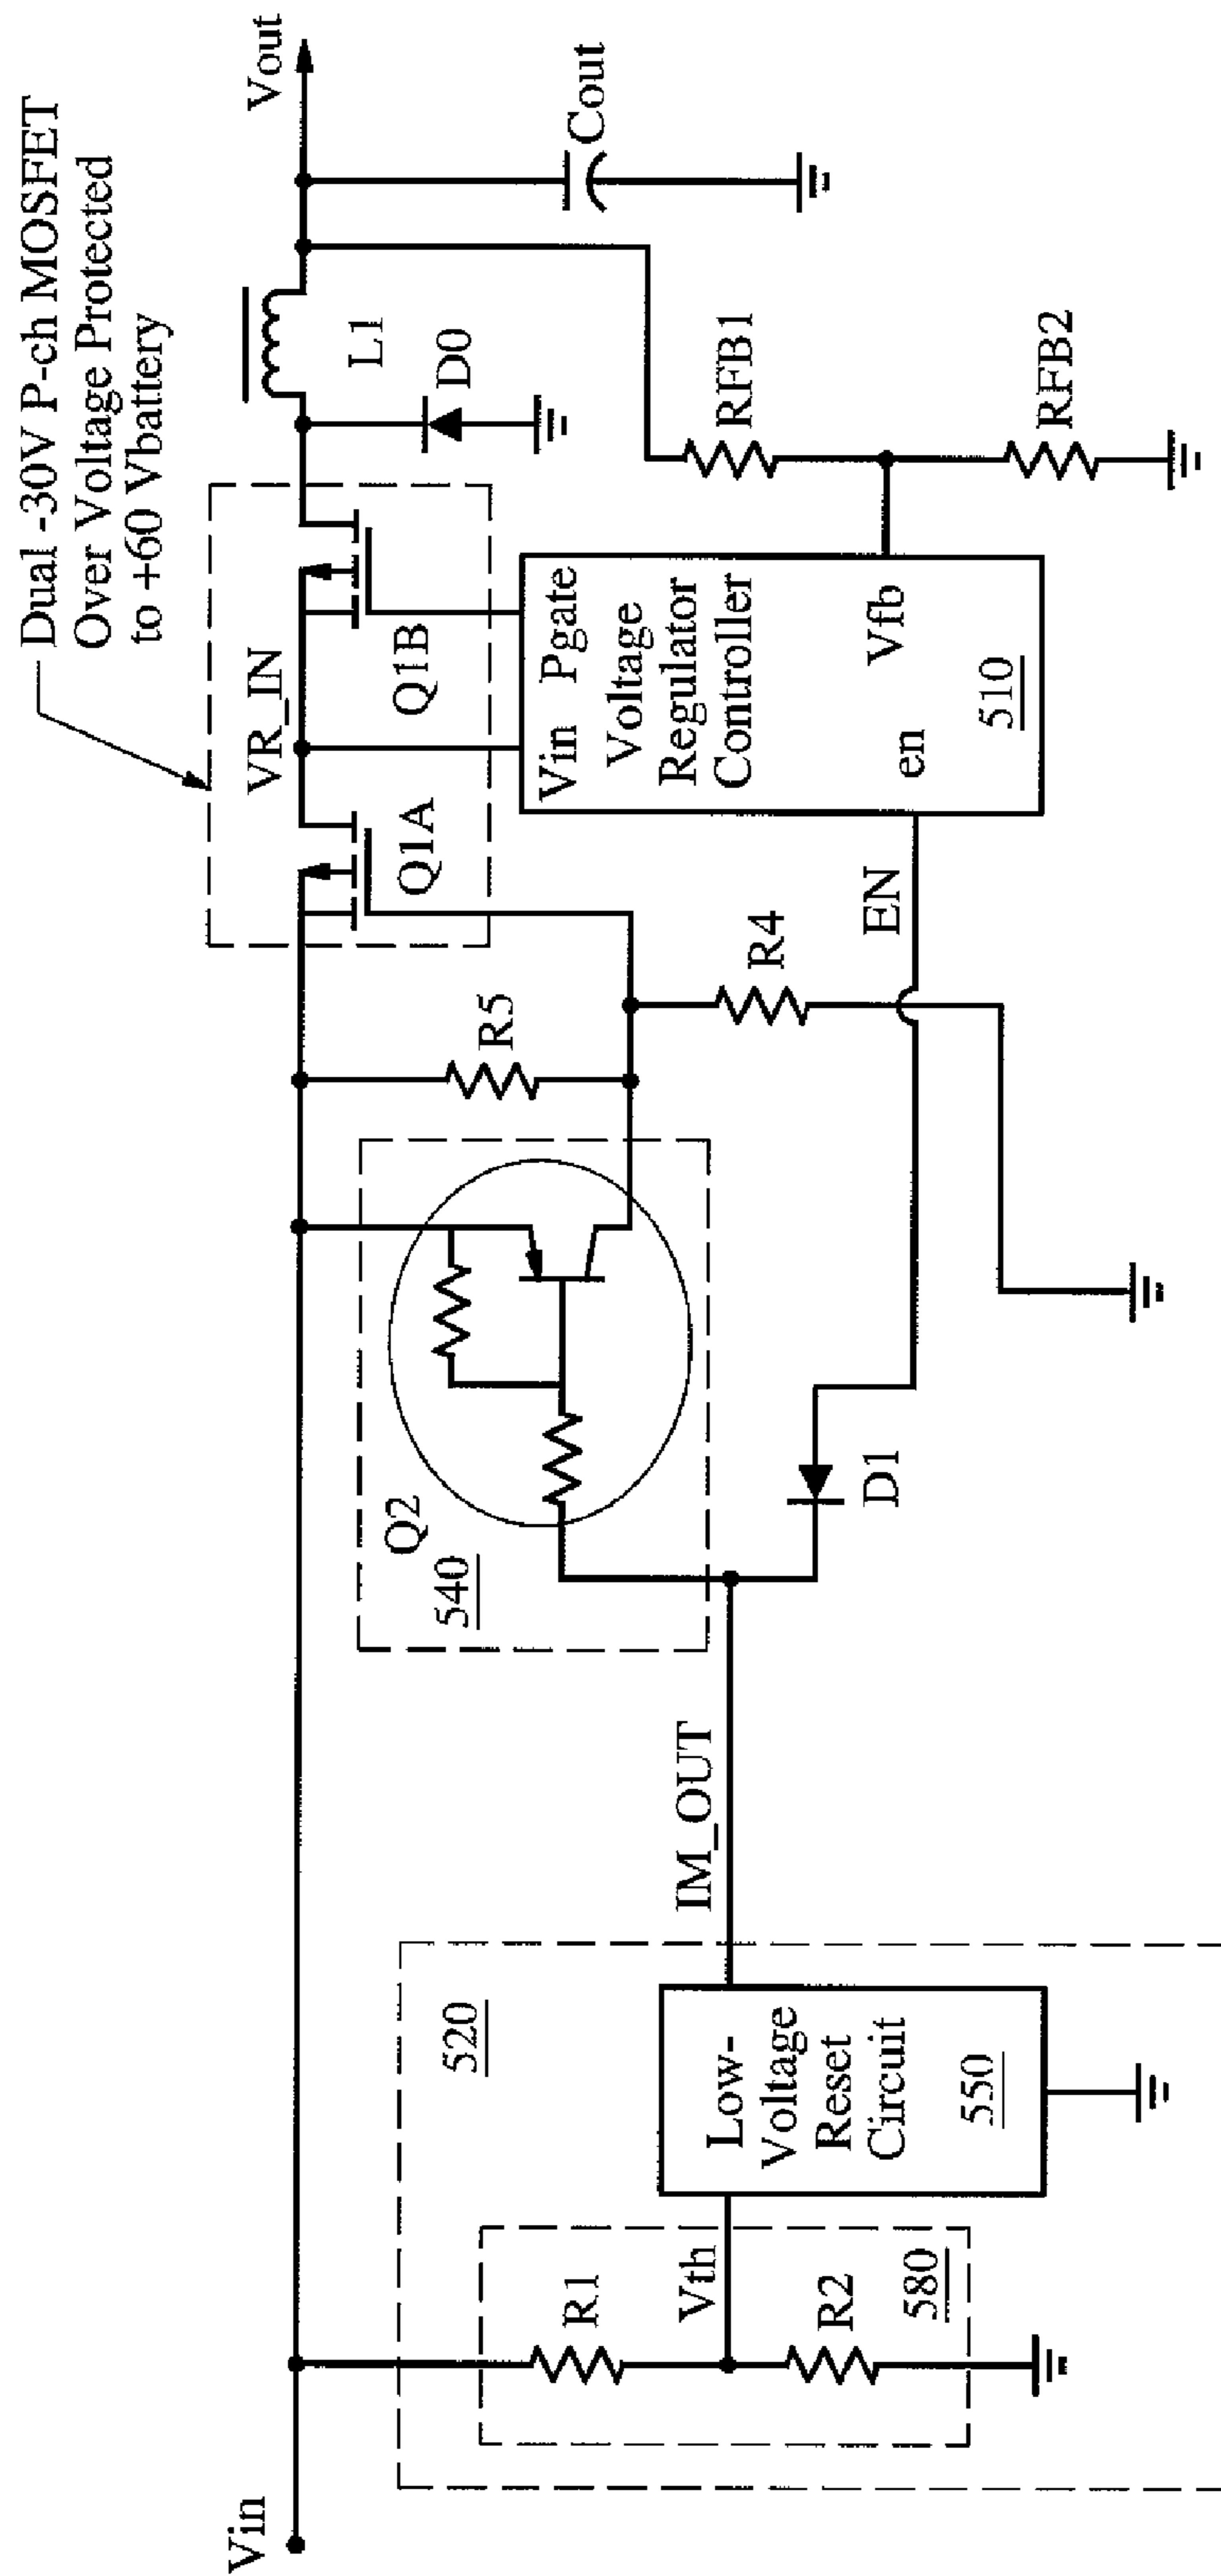 Dual -30V P-ch MOSFET
Over Voltage Protected
to +60 Vbattery
Vin
Vout
VR_IN
Q1A
Q1B
L1
D0
Cout
R5
R4
Q2
540
Vin Pgate
Voltage
Regulator
Controller
en
Vfb
510
RFB1
RFB2
EN
D1
IM_OUT
520
Low-
Voltage
Reset
Circuit
550
R1
Vth
R2
580